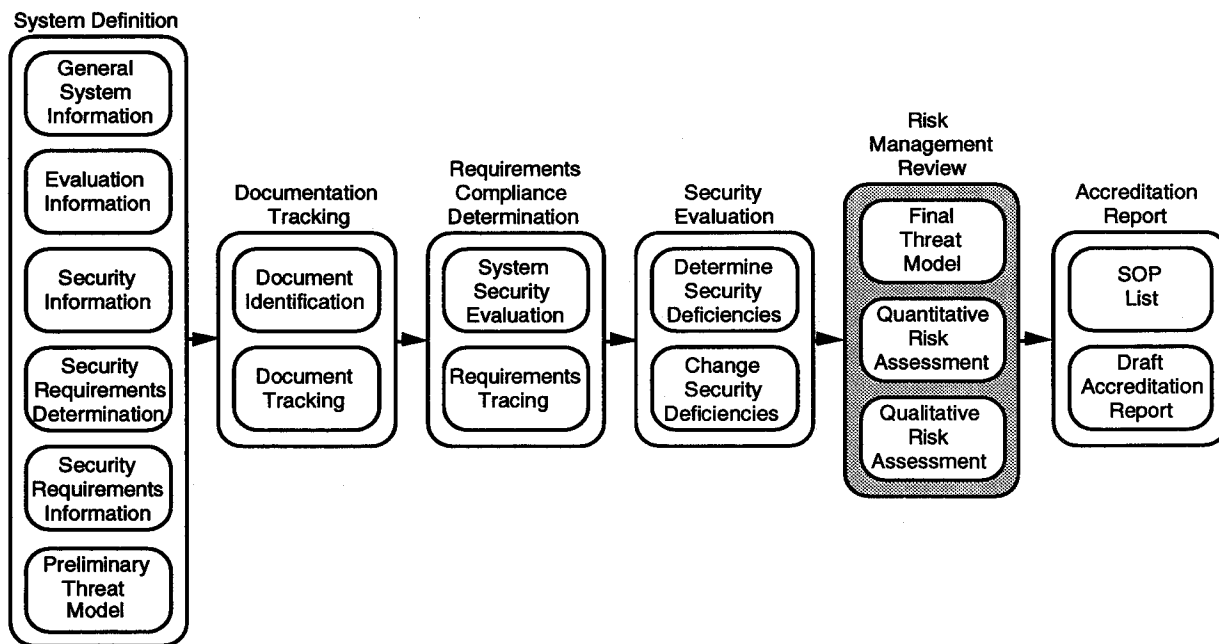 System Definition
General
System
Information
Evaluation
Information
Security
Information
Security
Requirements
Determination
Security
Requirements
Information
Preliminary
Threat
Model
Documentation
Tracking
Document
Identification
Document
Tracking
Requirements
Compliance
Determination
System
Security
Evaluation
Requirements
Tracing
Security
Evaluation
Determine
Security
Deficiencies
Change
Security
Deficiencies
Risk
Management
Review
Final
Threat
Model
Quantitative
Risk
Assessment
Qualitative
Risk
Assessment
Accreditation
Report
SOP
List
Draft
Accreditation
Report